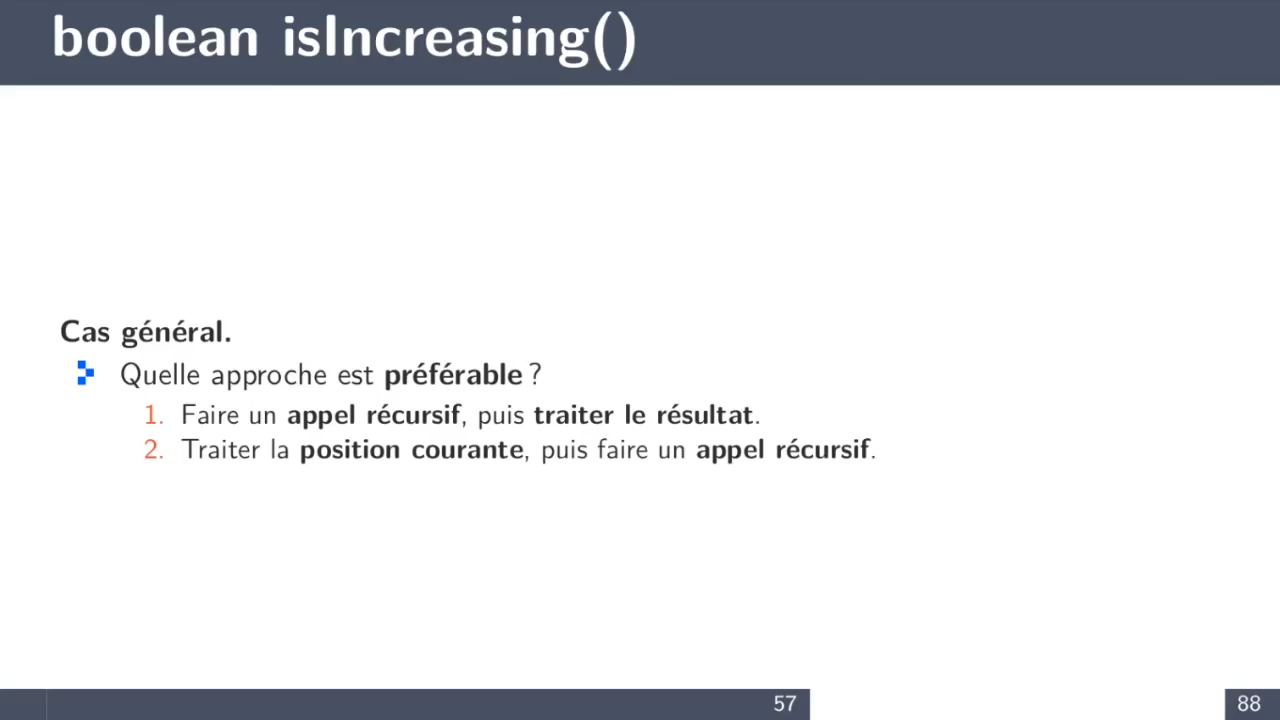 boolean isIncreasing()
Cas général.
Quelle approche est préférable ?
1. Faire un appel récursif, puis traiter le résultat.
2. Traiter la position courante, puis faire un appel récursif.
57
88